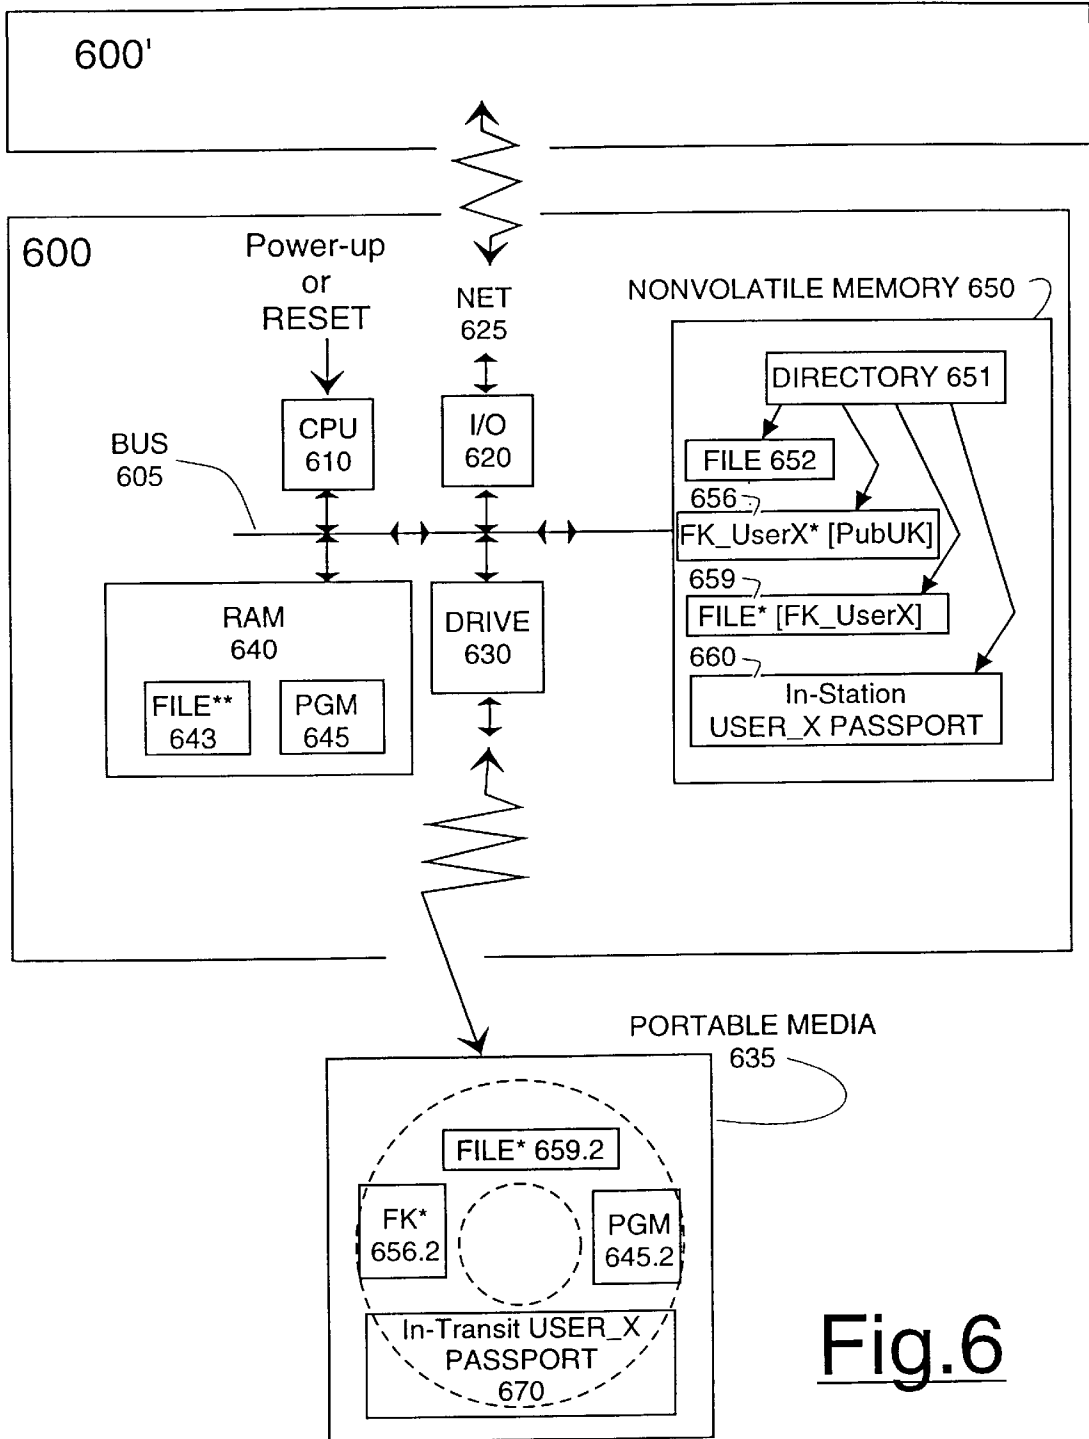 600'
600
Power-up
or
RESET
NET
625
NONVOLATILE MEMORY 650
DIRECTORY 651
BUS
605
CPU
610
I/O
620
FILE 652
656
FK_UserX* [PubUK]
659
FILE* [FK_UserX]
660
In-Station
USER_X PASSPORT
RAM
640
FILE**
643
PGM
645
DRIVE
630
PORTABLE MEDIA
635
FILE* 659.2
FK*
656.2
PGM
645.2
In-Transit USER_X
PASSPORT
670
Fig.6